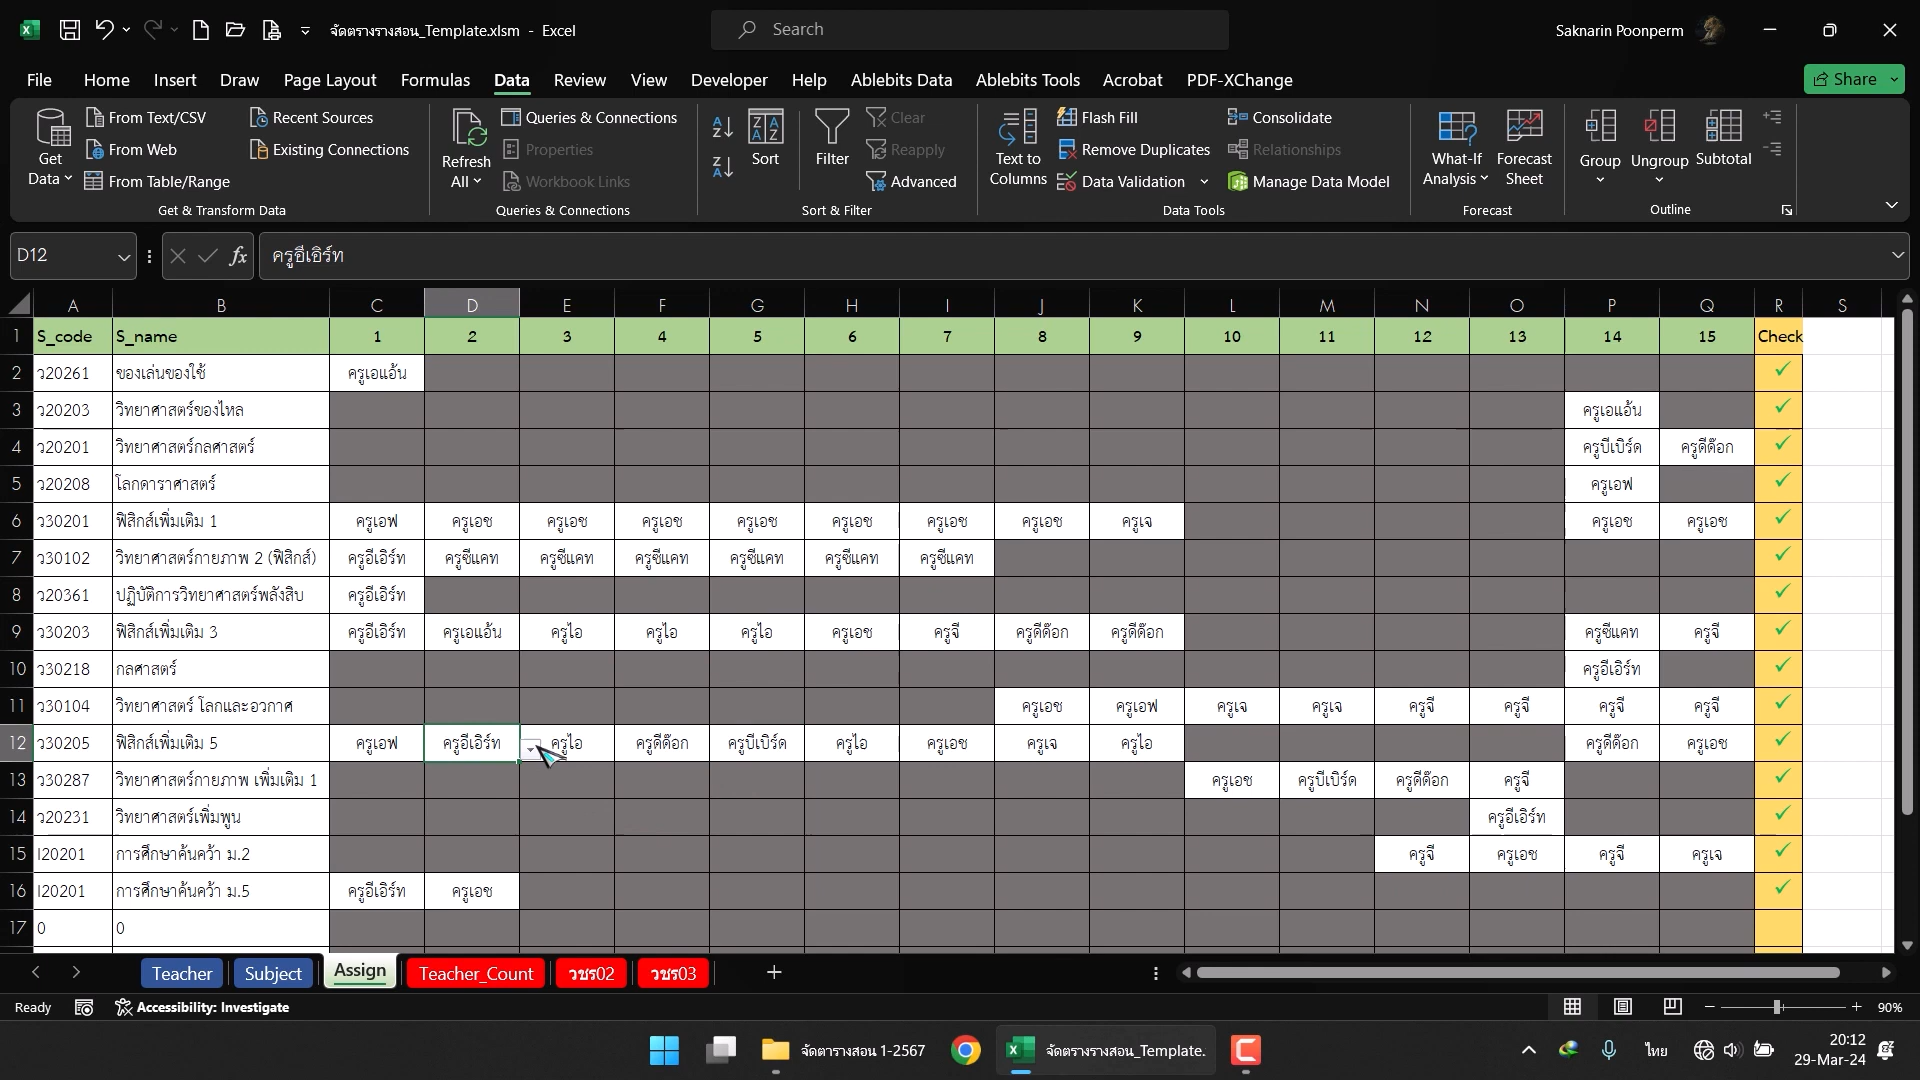 จัดตรางรางสอน_Template.xlsm - Excel
Search
Saknarin Poonperm
File Home Insert Draw Page Layout Formulas Data Review View Developer Help Ablebits Data Ablebits Tools Acrobat PDF-XChange
Share
Get Data
From Text/CSV
From Web
From Table/Range
Recent Sources
Existing Connections
Get & Transform Data
Refresh All
Queries & Connections
Properties
Workbook Links
Queries & Connections
Sort
Filter
Clear
Reapply
Advanced
Sort & Filter
Text to Columns
Flash Fill
Remove Duplicates
Data Validation
Consolidate
Relationships
Manage Data Model
Data Tools
What-If Analysis
Forecast Sheet
Forecast
Group
Ungroup
Subtotal
Outline
D12 fx ครูอีเอิร์ท
A B C D E F G H I J K L M N O P Q R S
1 S_code S_name 1 2 3 4 5 6 7 8 9 10 11 12 13 14 15 Check
2 ว20261 ของเล่นของใช้ ครูเอแอ้น ✓
3 ว20203 วิทยาศาสตร์ของไหล ครูเอแอ้น ✓
4 ว20201 วิทยาศาสตร์กลศาสตร์ ครูบีเบิร์ด ครูดีด๊อก ✓
5 ว20208 โลกดาราศาสตร์ ครูเอฟ ✓
6 ว30201 ฟิสิกส์เพิ่มเติม 1 ครูเอฟ ครูเอช ครูเอช ครูเอช ครูเอช ครูเอช ครูเอช ครูเอช ครูเจ ครูเอช ครูเอช ✓
7 ว30102 วิทยาศาสตร์กายภาพ 2 (ฟิสิกส์) ครูอีเอิร์ท ครูซีแคท ครูซีแคท ครูซีแคท ครูซีแคท ครูซีแคท ครูซีแคท ✓
8 ว20361 ปฏิบัติการวิทยาศาสตร์พลังสิบ ครูอีเอิร์ท ✓
9 ว30203 ฟิสิกส์เพิ่มเติม 3 ครูอีเอิร์ท ครูเอแอ้น ครูไอ ครูไอ ครูไอ ครูเอช ครูจี ครูดีด๊อก ครูดีด๊อก ครูซีแคท ครูจี ✓
10 ว30218 กลศาสตร์ ครูอีเอิร์ท ✓
11 ว30104 วิทยาศาสตร์ โลกและอวกาศ ครูเอช ครูเอฟ ครูเจ ครูเจ ครูจี ครูจี ครูจี ครูจี ✓
12 ว30205 ฟิสิกส์เพิ่มเติม 5 ครูเอฟ ครูอีเอิร์ท ครูไอ ครูดีด๊อก ครูบีเบิร์ด ครูไอ ครูเอช ครูเจ ครูไอ ครูดีด๊อก ครูเอช ✓
13 ว30287 วิทยาศาสตร์กายภาพ เพิ่มเติม 1 ครูเอช ครูบีเบิร์ด ครูดีด๊อก ครูจี ✓
14 ว20231 วิทยาศาสตร์เพิ่มพูน ครูอีเอิร์ท ✓
15 I20201 การศึกษาค้นคว้า ม.2 ครูจี ครูเอช ครูจี ครูเจ ✓
16 I20201 การศึกษาค้นคว้า ม.5 ครูอีเอิร์ท ครูเอช ✓
17 0 0
Teacher Subject Assign Teacher_Count วชร02 วชร03
Ready Accessibility: Investigate 90%
จัดตารางสอน 1-2567 จัดตรางรางสอน_Template. ไทย 20:12
29-Mar-24